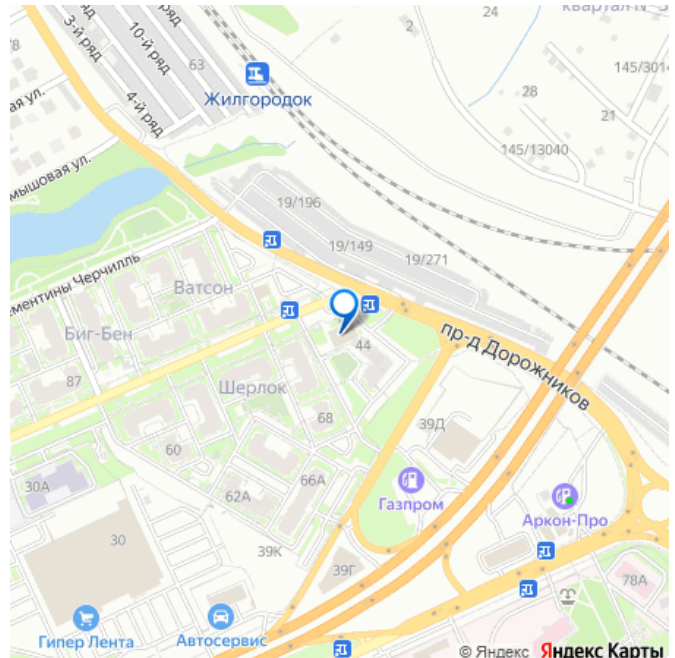 квартал N
24
2
78
3-й ряд
10-й ряд
63
4-й ряд
Жилгородок
145/3014
28
21
ая ул.
145/13040
мышовая ул.
19/196
19/149
19/271
ементины Черчилль
Ватсон
Биг-Бен
44
пр-д Дорожников
87
Шерлок
68
39Д
60
66А
30А
62А
Газпром
Аркон-Про
30
39К
39Г
78А
Гипер Лента
Автосервис
© Яндекс Яндекс Карты